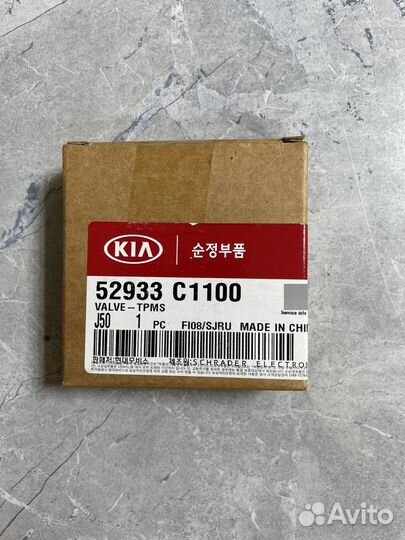 KIA 순정부품
52933 C1100
VALVE-TPMS
Service info
J50 1 PC FI08/SJRU MADE IN CHI
판매처:현대모비스 제조원:SCHRADER ELECTRON
Avito